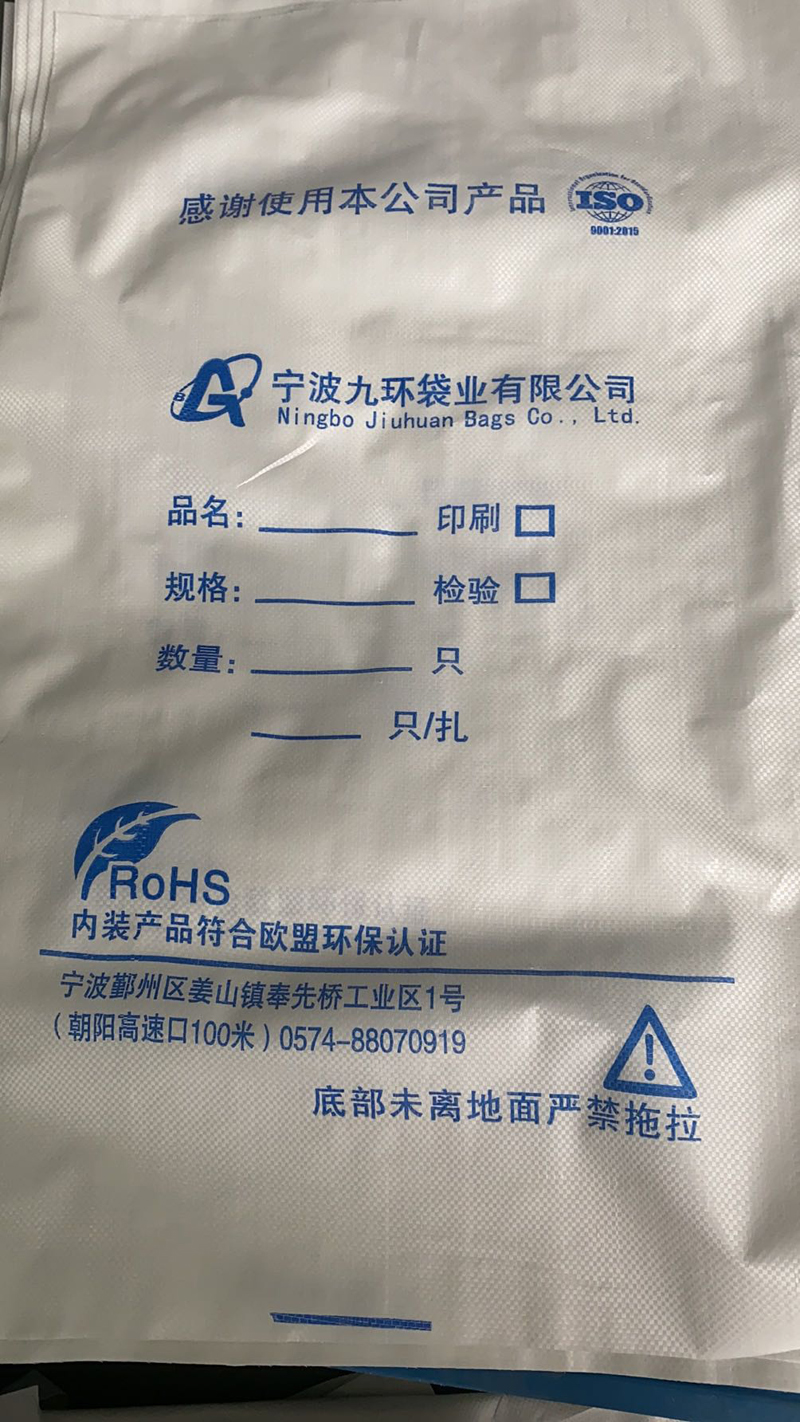 感谢使用本公司产品
ISO
9001:2015
宁波九环袋业有限公司
Ningbo Jiuhuan Bags Co., Ltd.
品名: 印刷
规格: 检验
数量: 只
只/扎
RoHS
内装产品符合欧盟环保认证
宁波鄞州区姜山镇奉先桥工业区1号
(朝阳高速口100米)0574-88070919
底部未离地面严禁拖拉